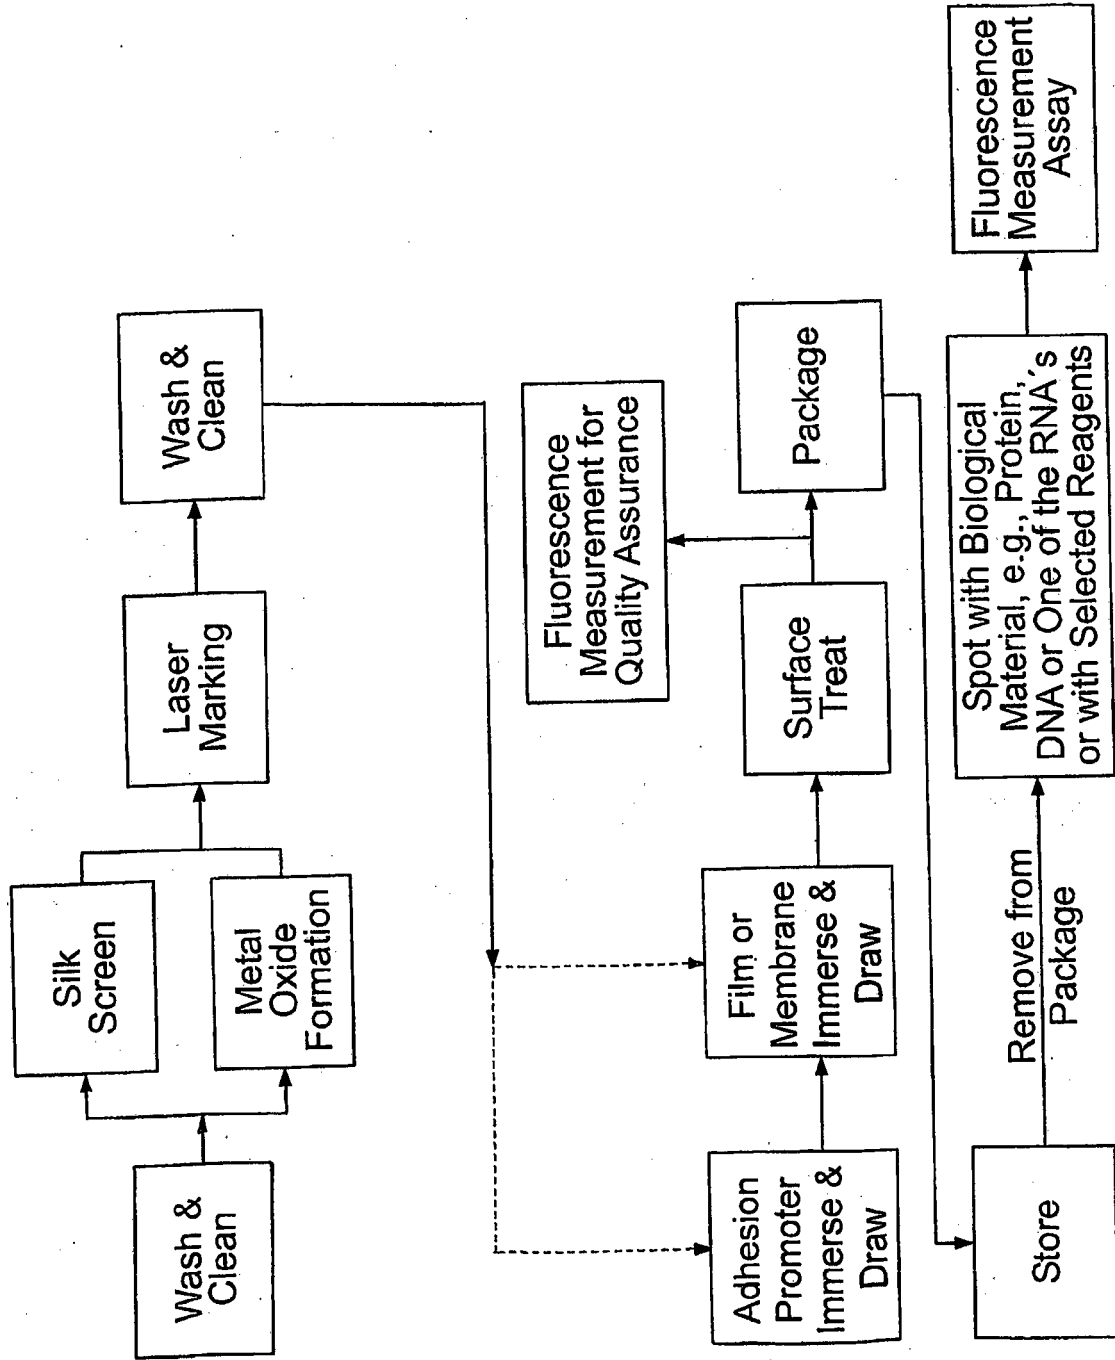 Wash &
Clean
Silk
Screen
Metal
Oxide
Formation
Laser
Marking
Wash &
Clean
Adhesion
Promoter
Immerse &
Draw
Film or
Membrane
Immerse &
Draw
Surface
Treat
Fluorescence
Measurement for
Quality Assurance
Package
Store
Remove from
Package
Spot with Biological
Material, e.g., Protein,
DNA or One of the RNA´s
or with Selected Reagents
Fluorescence
Measurement
Assay